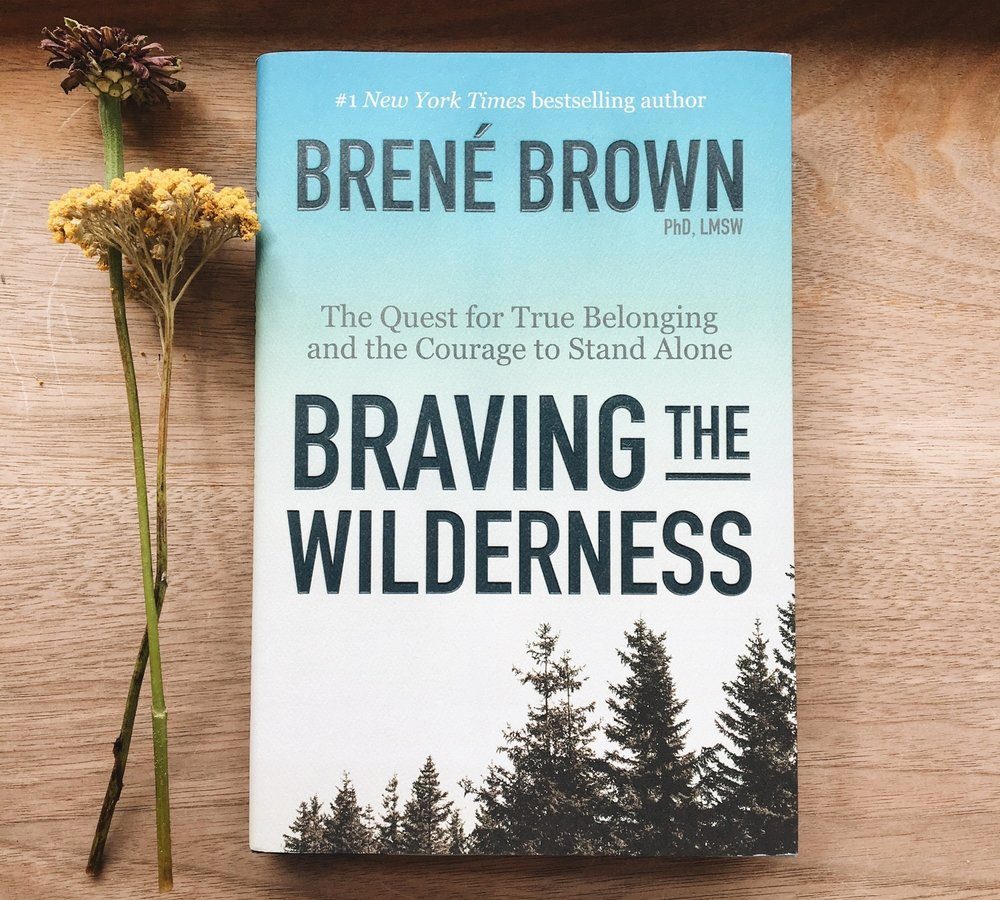 #1 New York Times bestselling author
BRENÉ BROWN
PhD, LMSW
The Quest for True Belonging
and the Courage to Stand Alone
BRAVING THE
WILDERNESS